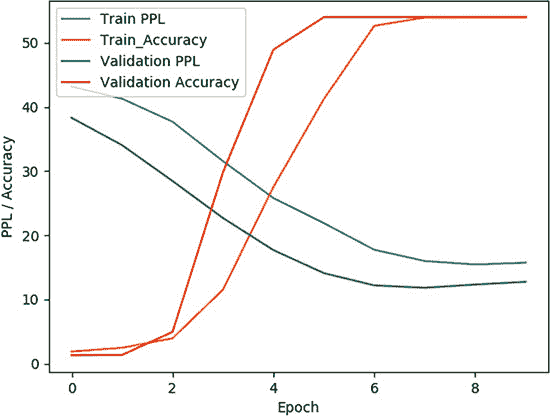 Train PPL
Train_Accuracy
Validation PPL
Validation Accuracy
PPL / Accuracy
50
40
30
20
10
0
0 2 4 6 8
Epoch